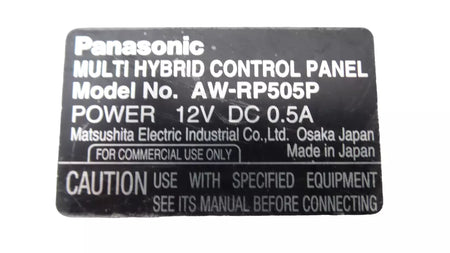 Panasonic
MULTI HYBRID CONTROL PANEL
Model No. AW-RP505P
POWER 12V DC 0.5A
Matsushita Electric Industrial Co.,Ltd. Osaka Japan
FOR COMMERCIAL USE ONLY Made in Japan
CAUTION USE WITH SPECIFIED EQUIPMENT
SEE ITS MANUAL BEFORE CONNECTING